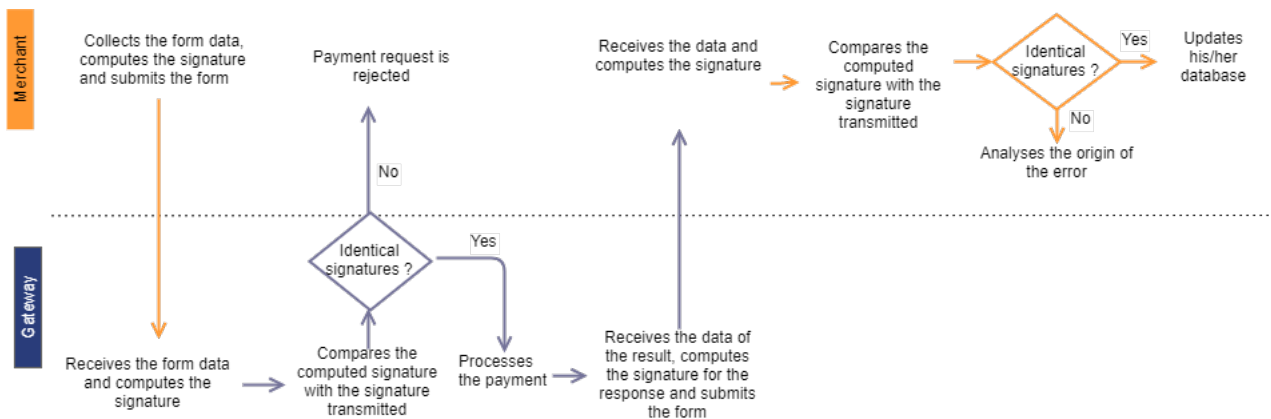 Merchant
Collects the form data,
computes the signature
and submits the form
Payment request is
rejected
Receives the data and
computes the signature
Compares the
computed
signature with the
signature
transmitted
Identical
signatures ?
Yes
Updates
his/her
database
No
Analyses the origin of
the error
No
Gateway
Identical
signatures ?
Yes
Receives the form data
and computes the
signature
Compares the
computed signature
with the signature
transmitted
Processes
the payment
Receives the data of
the result, computes
the signature for the
response and submits
the form